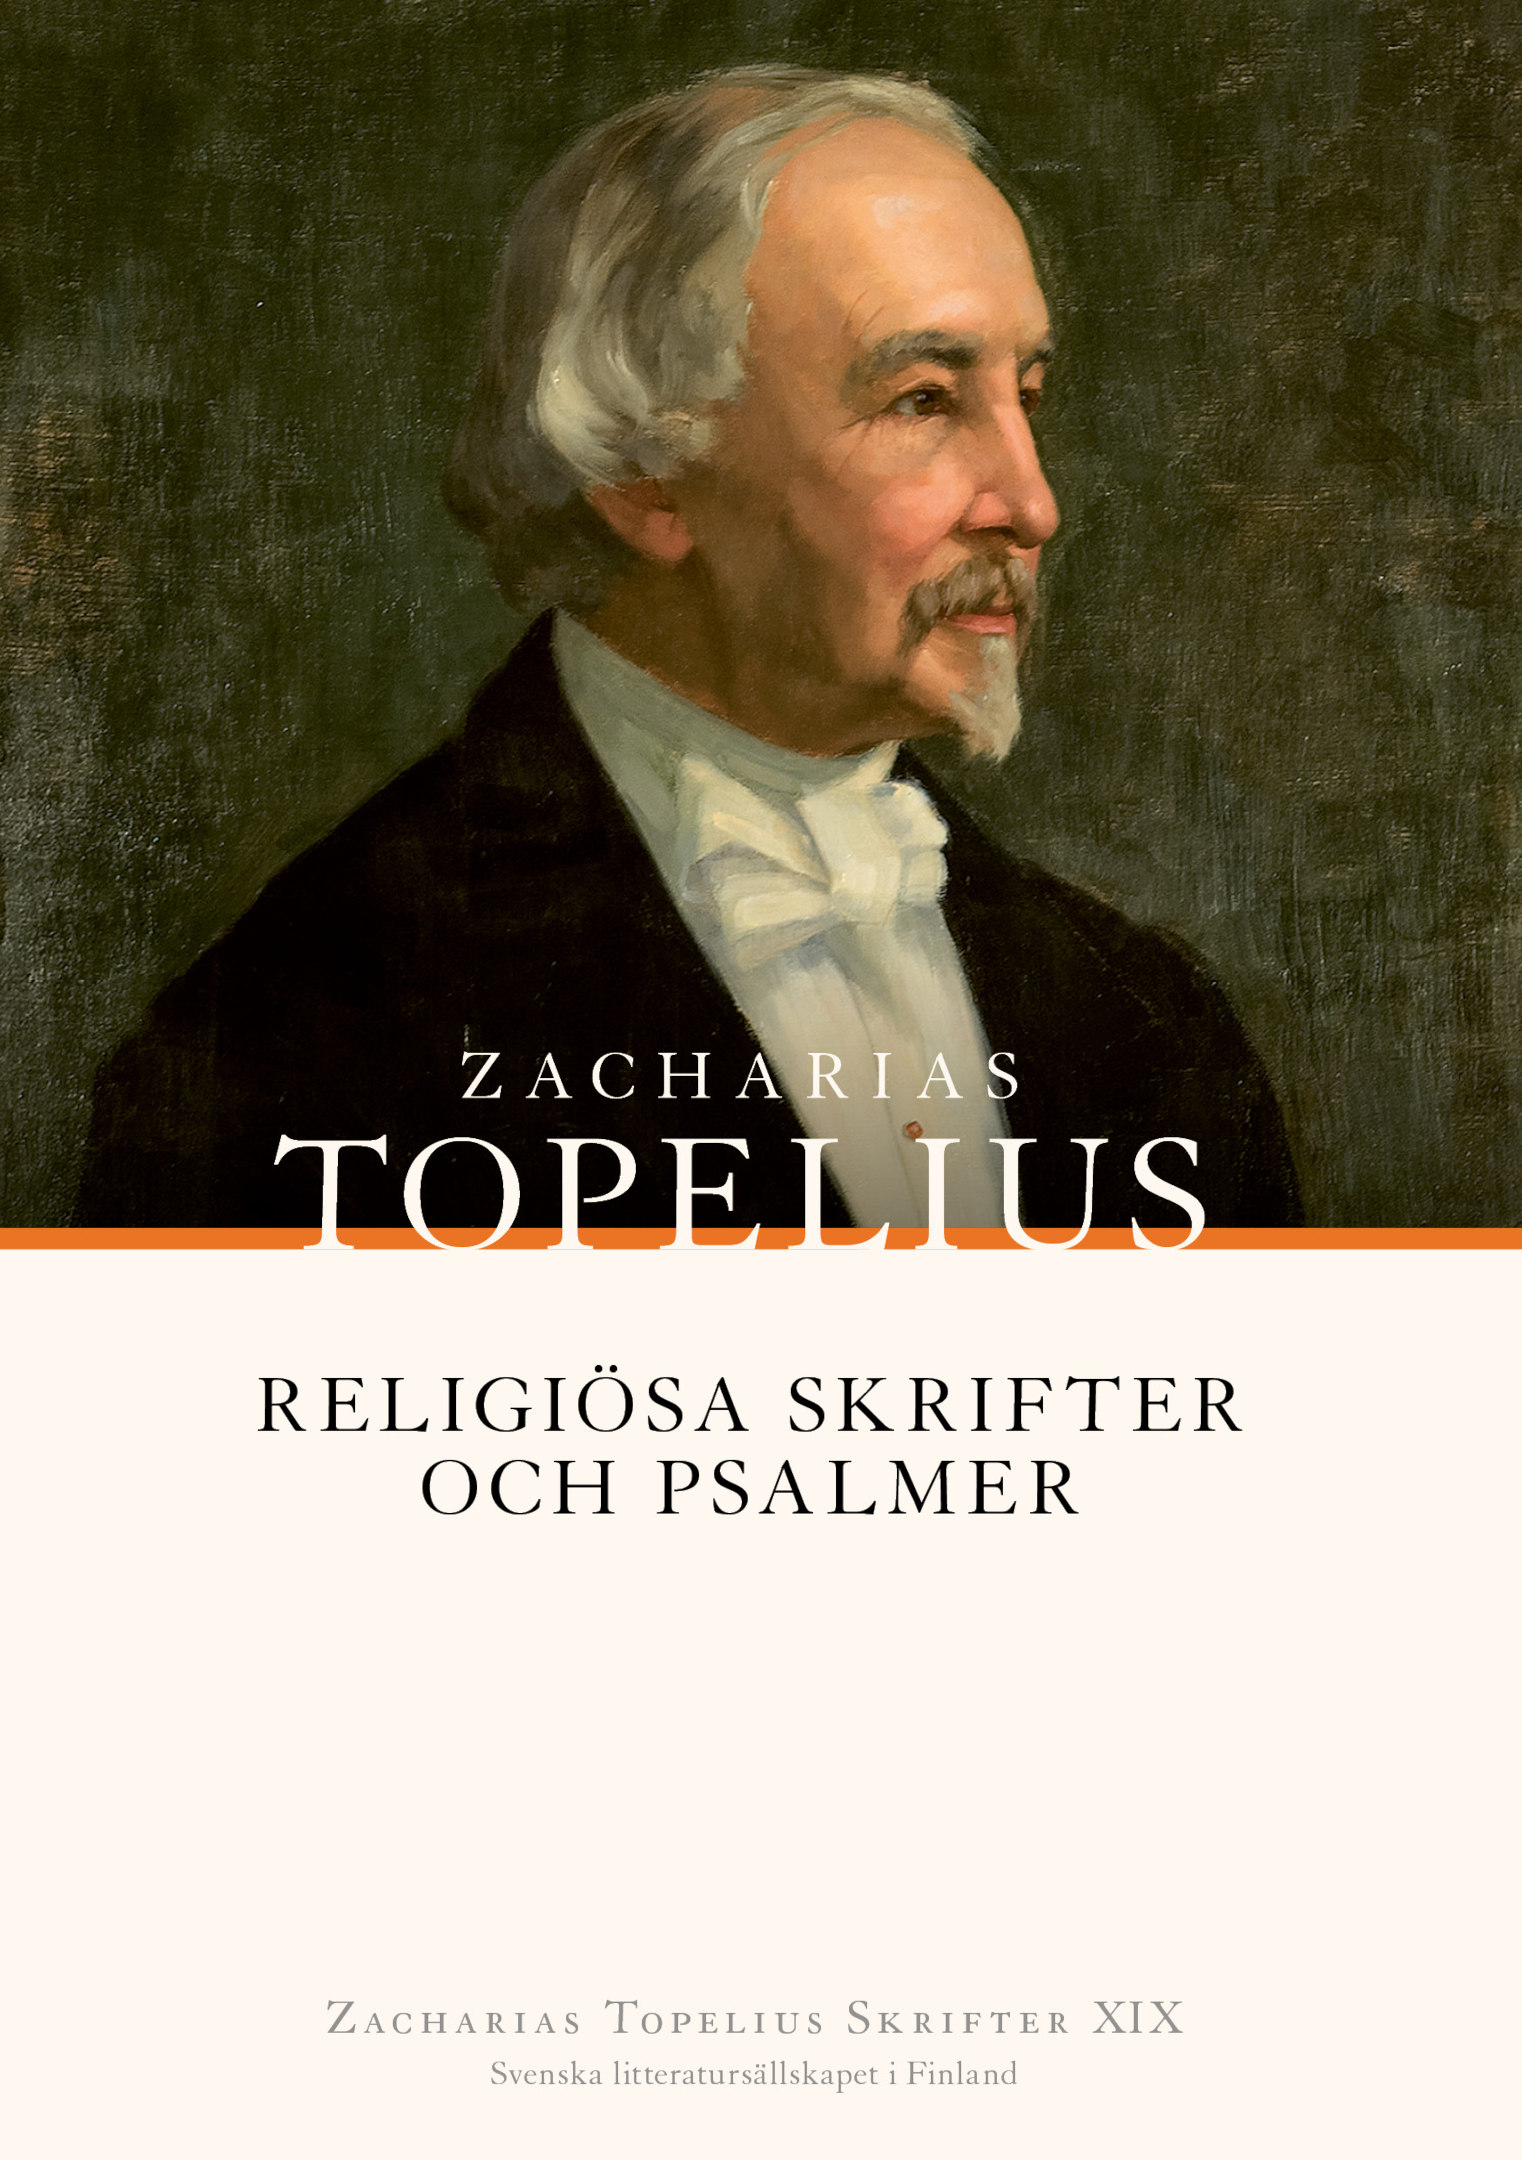 ZACHARIAS
TOPELIUS
RELIGIÖSA SKRIFTER
OCH PSALMER
ZACHARIAS TOPELIUS SKRIFTER XIX
Svenska litteratursällskapet i Finland